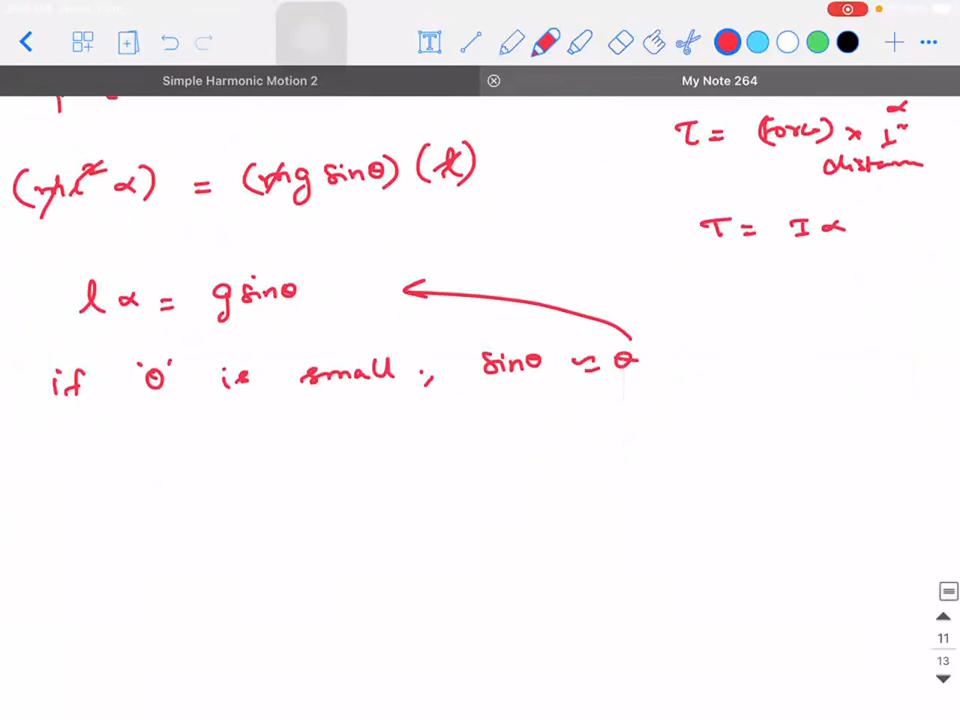 Simple Harmonic Motion 2
My Note 264
τ = (force) × ⊥r distance
(ml² α) = (mg sinθ) (l)
τ = I α
l α = g sinθ
if 'θ' is small ., sinθ ≈ θ
11
13